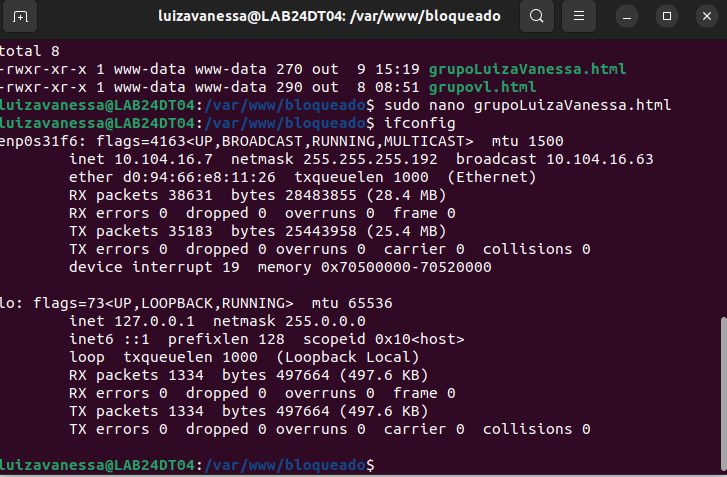 luizavanessa@LAB24DT04: /var/www/bloqueado
total 8
-rwxr-xr-x 1 www-data www-data 270 out  9 15:19 grupoLuizaVanessa.html
-rwxr-xr-x 1 www-data www-data 290 out  8 08:51 grupovl.html
luizavanessa@LAB24DT04:/var/www/bloqueado$ sudo nano grupoLuizaVanessa.html
luizavanessa@LAB24DT04:/var/www/bloqueado$ ifconfig
enp0s31f6: flags=4163<UP,BROADCAST,RUNNING,MULTICAST>  mtu 1500
        inet 10.104.16.7  netmask 255.255.255.192  broadcast 10.104.16.63
        ether d0:94:66:e8:11:26  txqueuelen 1000  (Ethernet)
        RX packets 38631  bytes 28483855 (28.4 MB)
        RX errors 0  dropped 0  overruns 0  frame 0
        TX packets 35183  bytes 25443958 (25.4 MB)
        TX errors 0  dropped 0 overruns 0  carrier 0  collisions 0
        device interrupt 19  memory 0x70500000-70520000
lo: flags=73<UP,LOOPBACK,RUNNING>  mtu 65536
        inet 127.0.0.1  netmask 255.0.0.0
        inet6 ::1  prefixlen 128  scopeid 0x10<host>
        loop  txqueuelen 1000  (Loopback Local)
        RX packets 1334  bytes 497664 (497.6 KB)
        RX errors 0  dropped 0  overruns 0  frame 0
        TX packets 1334  bytes 497664 (497.6 KB)
        TX errors 0  dropped 0 overruns 0  carrier 0  collisions 0
luizavanessa@LAB24DT04:/var/www/bloqueado$